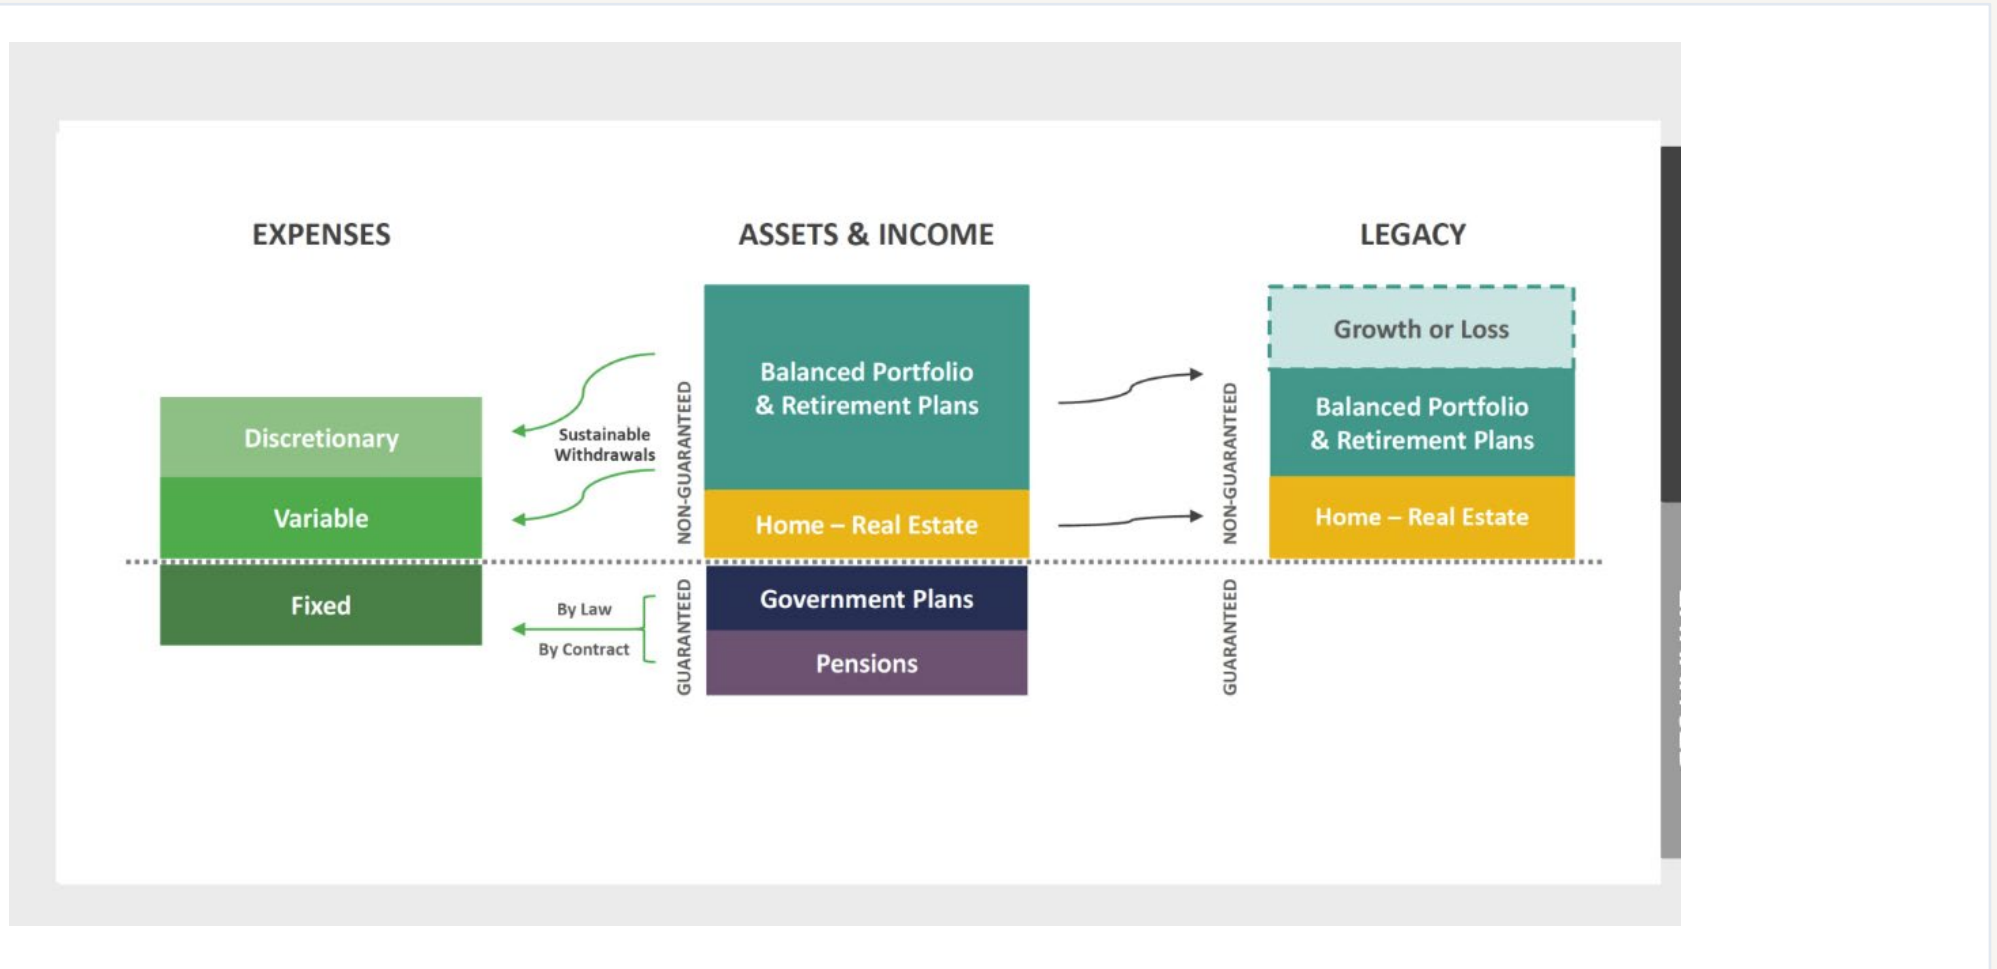 EXPENSES
ASSETS & INCOME
LEGACY
Discretionary
Variable
Fixed
Sustainable
Withdrawals
By Law
By Contract
NON-GUARANTEED
GUARANTEED
Balanced Portfolio
& Retirement Plans
Home – Real Estate
Government Plans
Pensions
NON-GUARANTEED
GUARANTEED
Growth or Loss
Balanced Portfolio
& Retirement Plans
Home – Real Estate